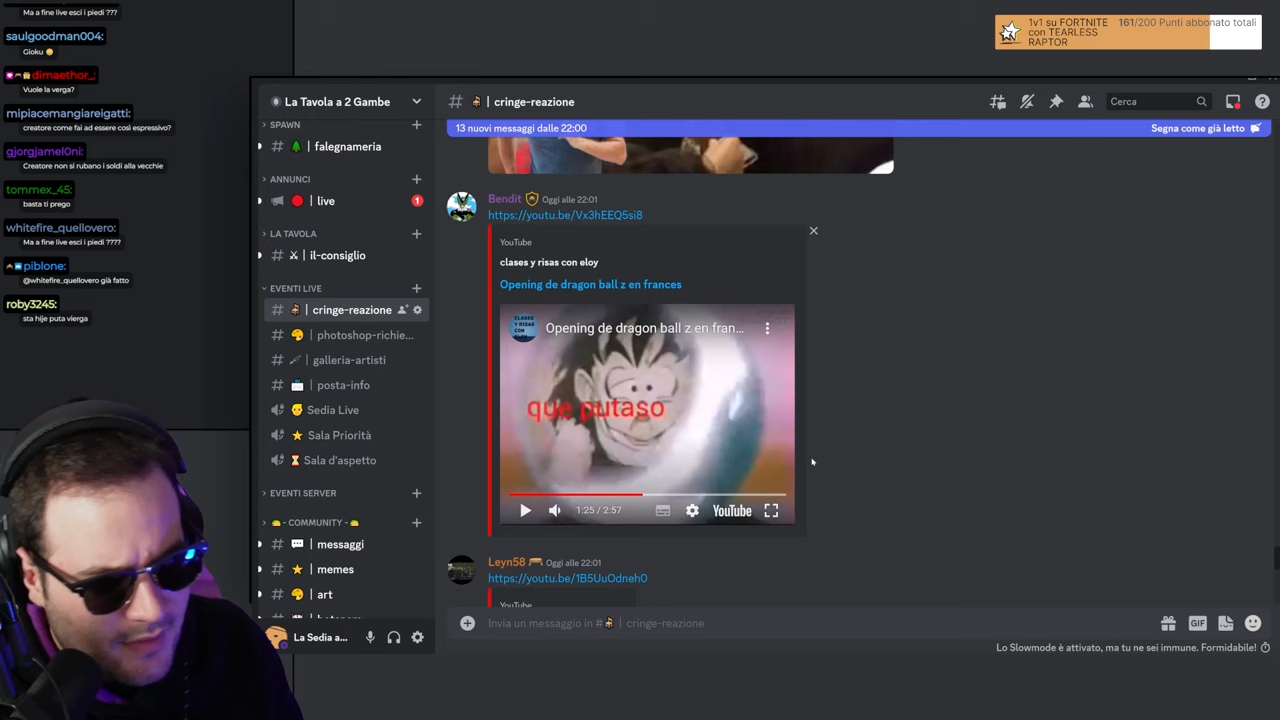 Ma a fine live esci i piedi ???
saulgoodman004:
Gioku
dimaethor_:
Vuole la verga?
mipiacemangiareigatti:
creatore come fai ad essere così espressivo?
gjorgjamel0ni:
Creatore non si rubano i soldi alla vecchie
tommex_45:
basta ti prego
whitefire_quellovero:
Ma a fine live esci i piedi ????
piblone:
@whitefire_quellovero già fatto
roby3245:
sta hije puta vierga
1v1 su FORTNITE
con TEARLESS
RAPTOR
161/200 Punti abbonato totali
La Tavola a 2 Gambe
SPAWN
| falegnameria
ANNUNCI
| live
1
LA TAVOLA
| il-consiglio
EVENTI LIVE
| cringe-reazione
| photoshop-richie...
| galleria-artisti
| posta-info
Sedia Live
Sala Priorità
Sala d'aspetto
EVENTI SERVER
- COMMUNITY -
messaggi
memes
art
La Sedia a...
# | cringe-reazione
Cerca
13 nuovi messaggi dalle 22:00
Segna come già letto
Bendit Oggi alle 22:01
https://youtu.be/Vx3hEEQ5si8
YouTube
clases y risas con eloy
Opening de dragon ball z en frances
CLASES
Y RISAS
CON
ELOY
Opening de dragon ball z en fran...
que putaso
1:25 / 2:57
YouTube
Leyn58 Oggi alle 22:01
https://youtu.be/1B5UuOdneh0
YouTube
Invia un messaggio in # | cringe-reazione
GIF
Lo Slowmode è attivato, ma tu ne sei immune. Formidabile!